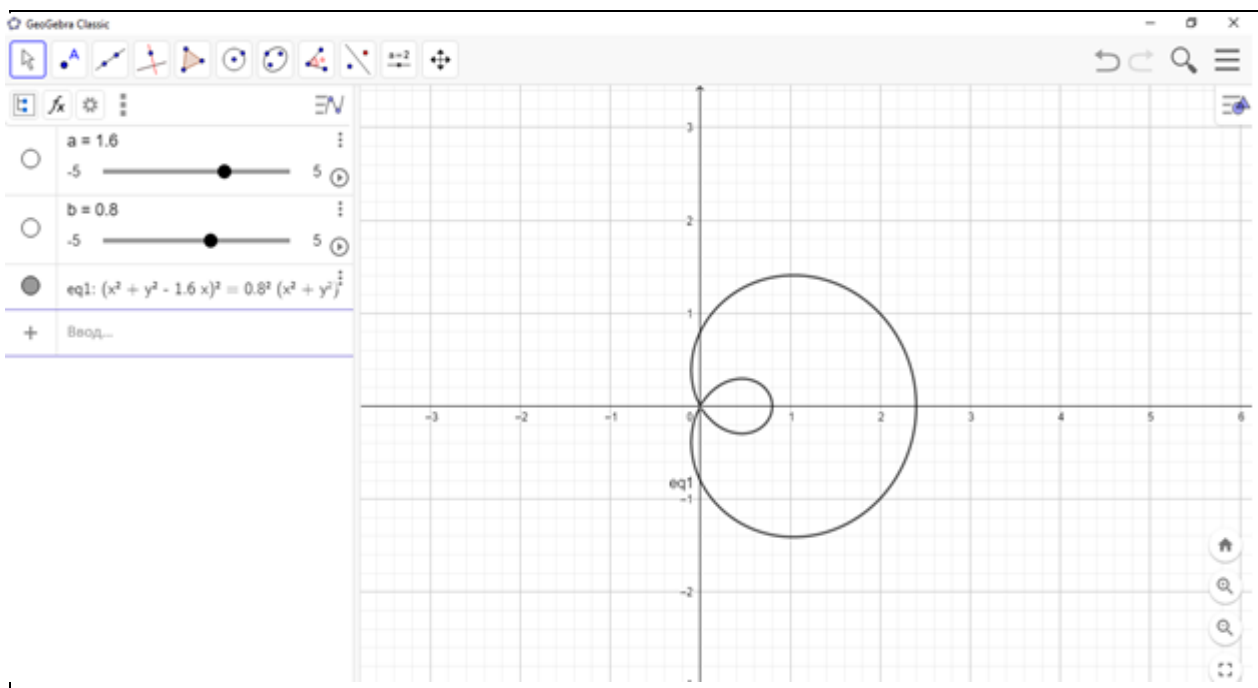 GeoGebra Classic
a = 1.6
-5 5
b = 0.8
-5 5
eq1: (x² + y² - 1.6 x)² = 0.8² (x² + y²)
Ввод...
3
2
1
-3 -2 -1 0 1 2 3 4 5 6
eq1
-1
-2